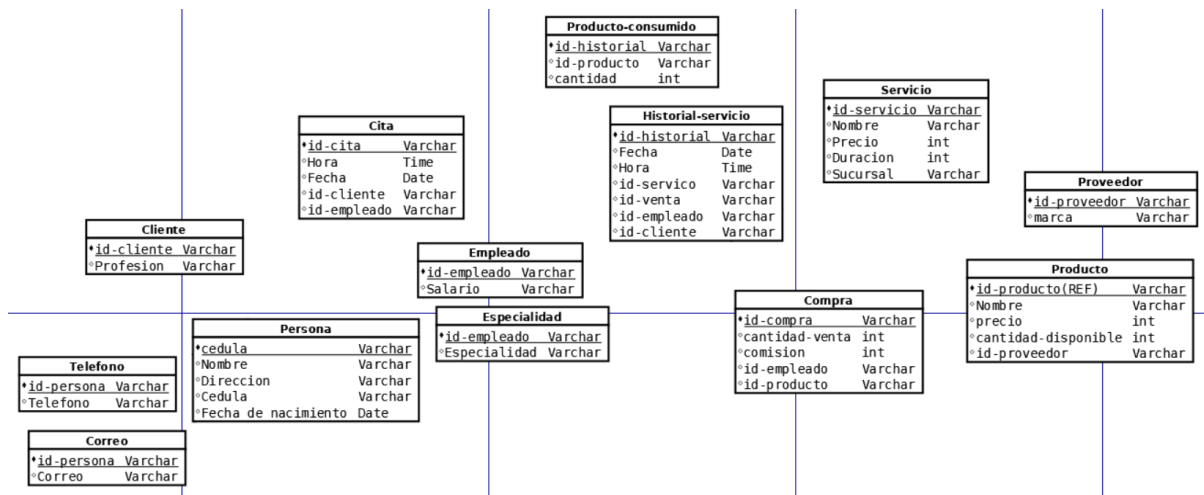 Producto-consumido
id-historial Varchar
id-producto Varchar
cantidad int
Servicio
id-servicio Varchar
Nombre Varchar
Precio int
Duracion int
Sucursal Varchar
Historial-servicio
id-historial Varchar
Fecha Date
Hora Time
id-servico Varchar
id-venta Varchar
id-empleado Varchar
id-cliente Varchar
Cita
id-cita Varchar
Hora Time
Fecha Date
id-cliente Varchar
id-empleado Varchar
Proveedor
id-proveedor Varchar
marca Varchar
Cliente
id-cliente Varchar
Profesion Varchar
Empleado
id-empleado Varchar
Salario Varchar
Producto
id-producto(REF) Varchar
Nombre Varchar
precio int
cantidad-disponible int
id-proveedor Varchar
Compra
id-compra Varchar
cantidad-venta int
comision int
id-empleado Varchar
id-producto Varchar
Especialidad
id-empleado Varchar
Especialidad Varchar
Persona
cedula Varchar
Nombre Varchar
Direccion Varchar
Cedula Varchar
Fecha de nacimiento Date
Telefono
id-persona Varchar
Telefono Varchar
Correo
id-persona Varchar
Correo Varchar